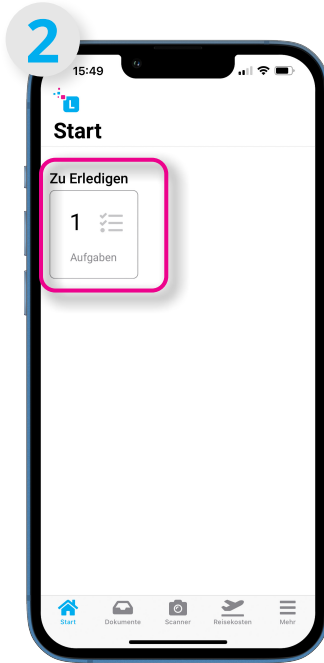 2
15:49
L
Start
Zu Erledigen
1
Aufgaben
Start Dokumente Scanner Reisekosten Mehr